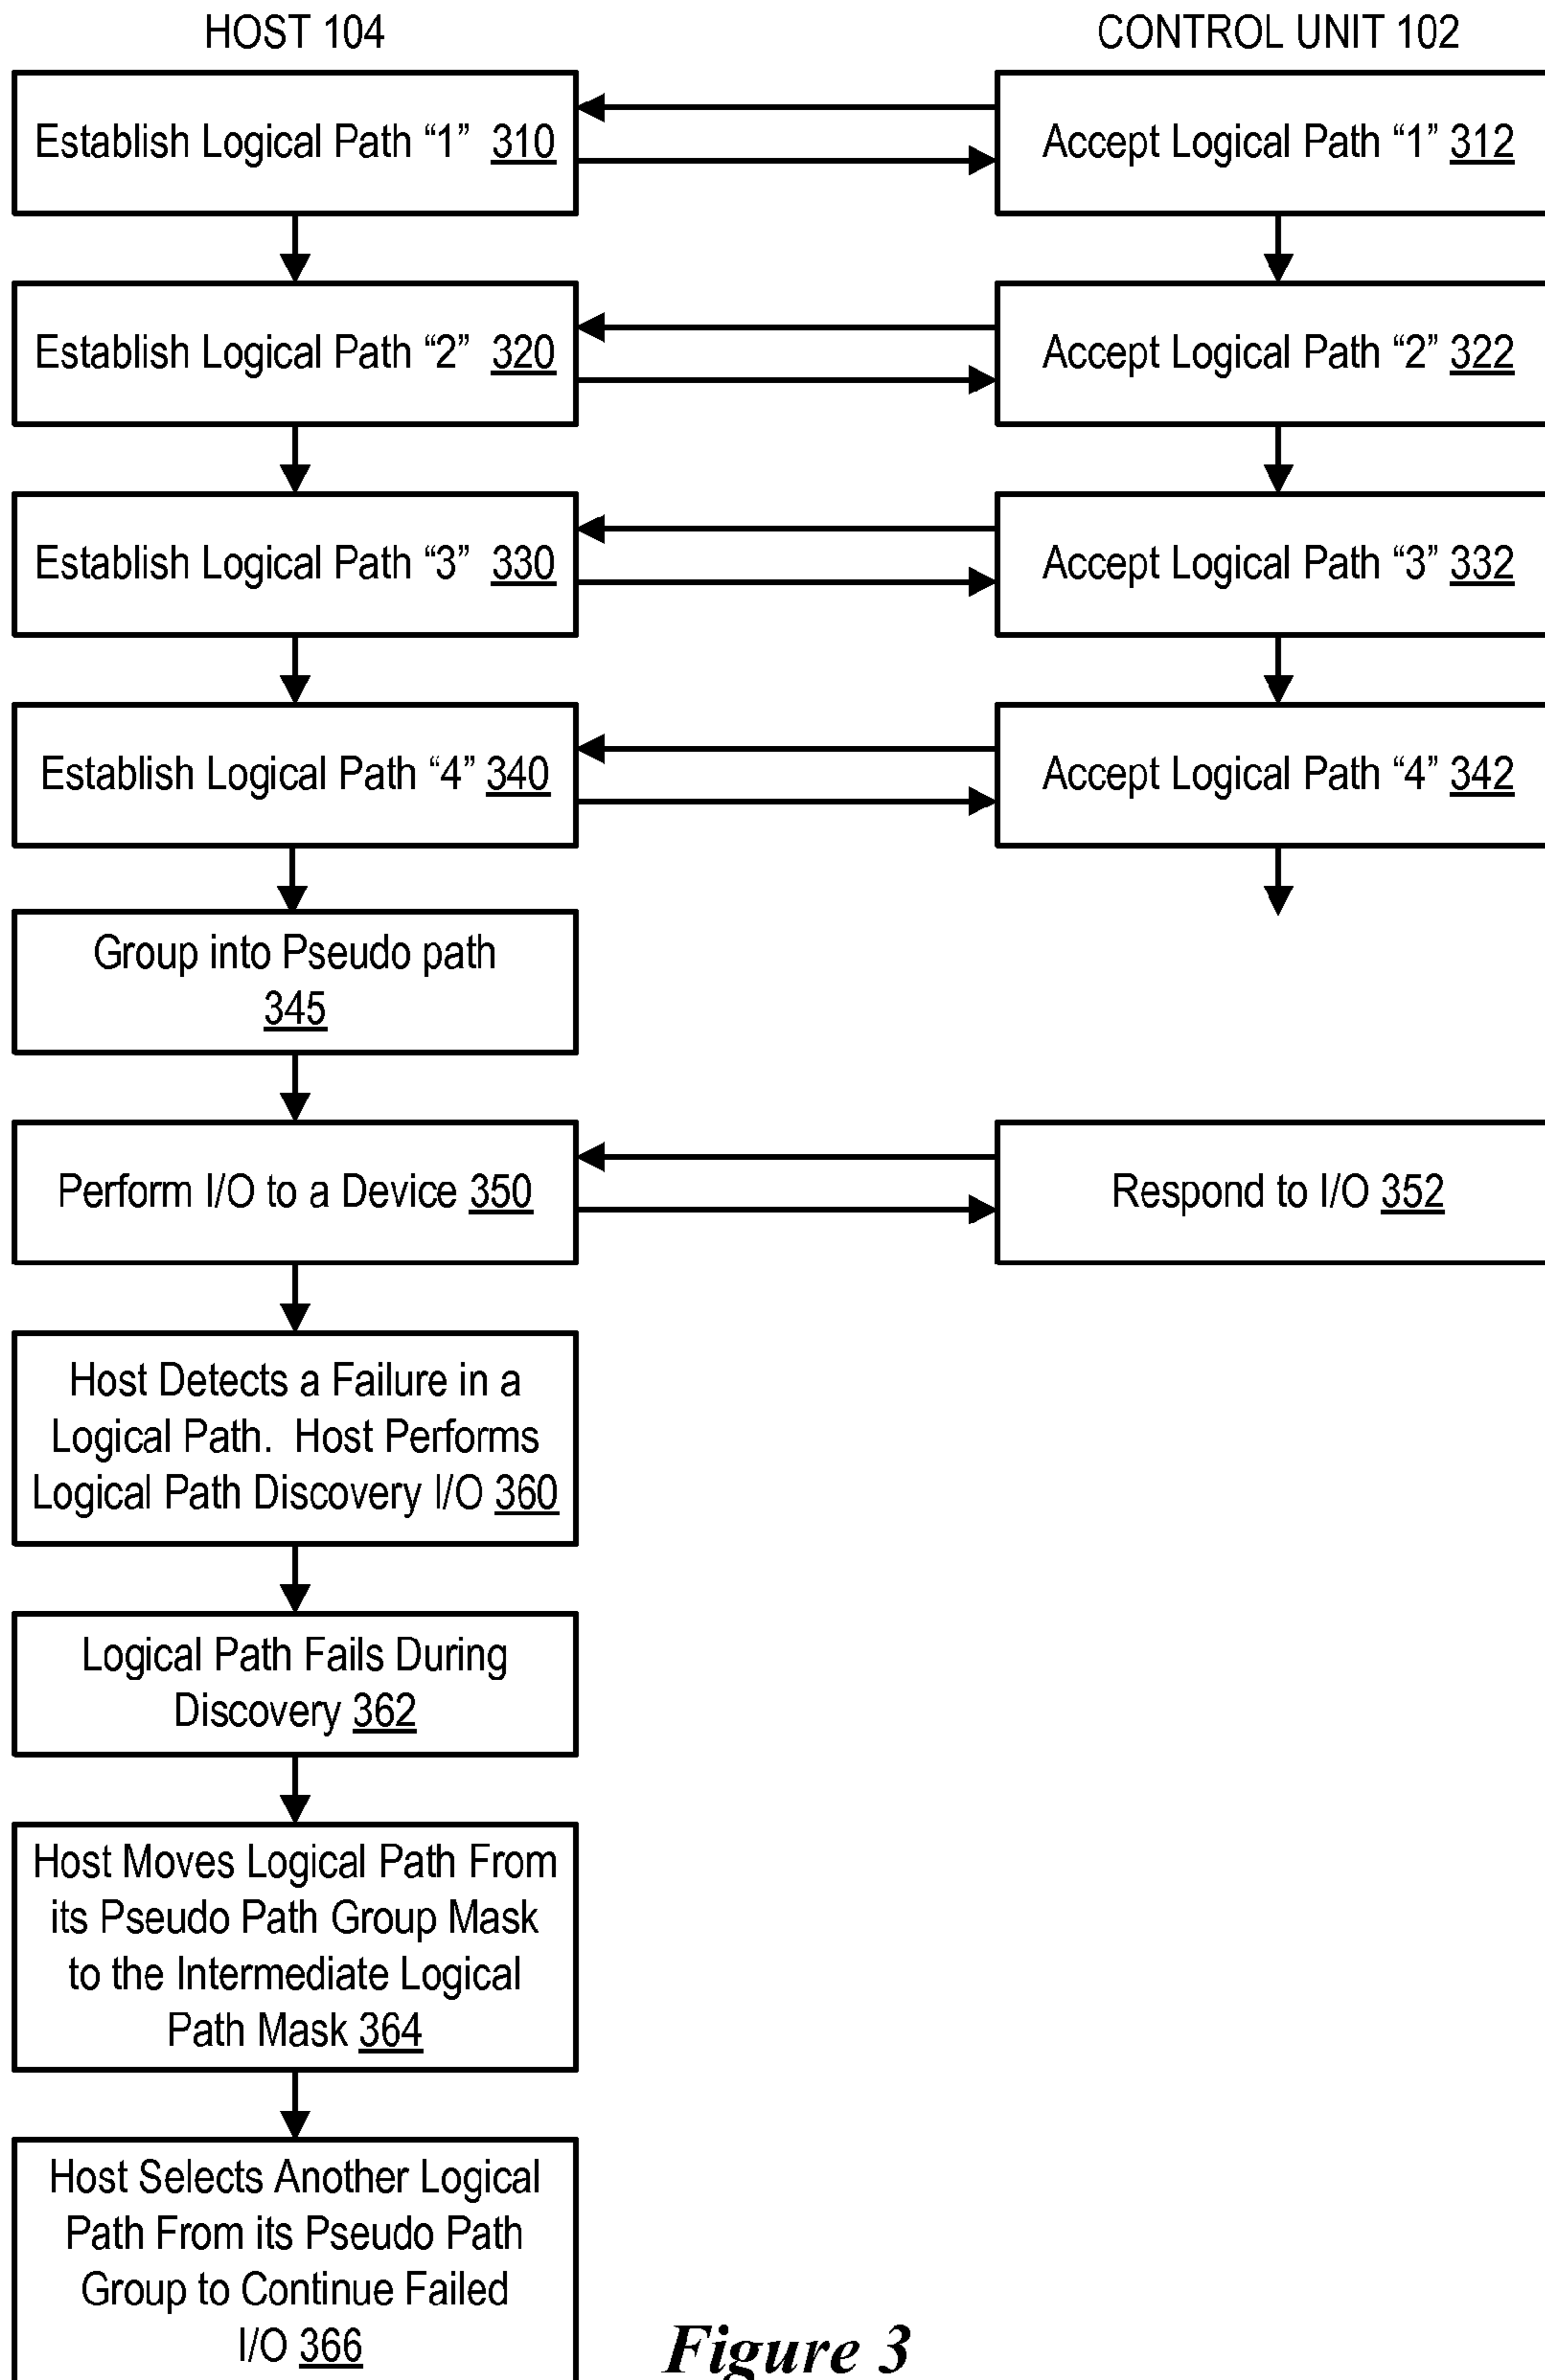 HOST 104
CONTROL UNIT 102
Establish Logical Path “1” 310
Accept Logical Path “1” 312
Establish Logical Path “2” 320
Accept Logical Path “2” 322
Establish Logical Path “3” 330
Accept Logical Path “3” 332
Establish Logical Path “4” 340
Accept Logical Path “4” 342
Group into Pseudo path
345
Perform I/O to a Device 350
Respond to I/O 352
Host Detects a Failure in a
Logical Path. Host Performs
Logical Path Discovery I/O 360
Logical Path Fails During
Discovery 362
Host Moves Logical Path From
its Pseudo Path Group Mask
to the Intermediate Logical
Path Mask 364
Host Selects Another Logical
Path From its Pseudo Path
Group to Continue Failed
I/O 366
Figure 3